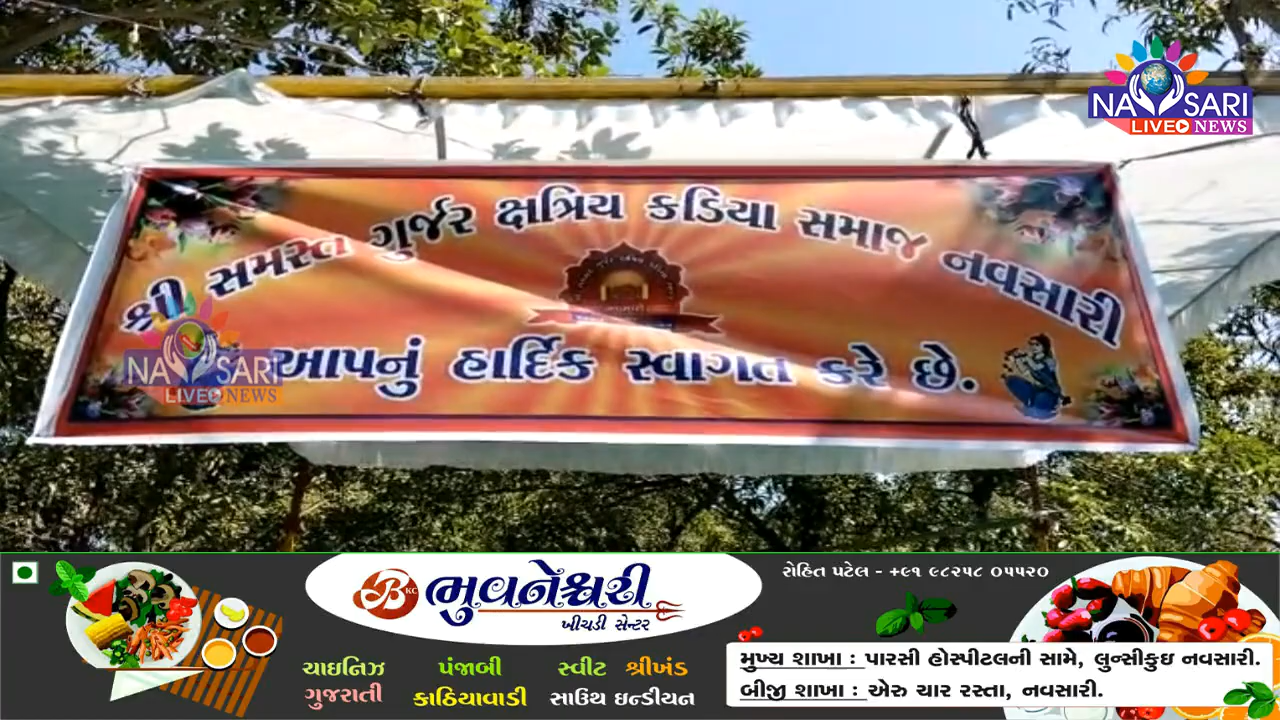 NAVSARI
LIVE NEWS
શ્રી સમસ્ત ગુર્જર ક્ષત્રિય કડિયા સમાજ નવસારી
આપનું હાર્દિક સ્વાગત કરે છે.
NAVSARI
LIVE NEWS
KC
ભુવનેશ્વરી
ખીચડી સેન્ટર
રોહિત પટેલ - +૯૧ ૯૮૨૫૮ ૦૫૫૨૦
ચાઇનિઝ પંજાબી સ્વીટ શ્રીખંડ
ગુજરાતી કાઠિયાવાડી સાઉથ ઇન્ડીયન
મુખ્ય શાખા : પારસી હોસ્પીટલની સામે, લુન્સીકુઇ નવસારી.
બીજી શાખા : એરુ ચાર રસ્તા, નવસારી.